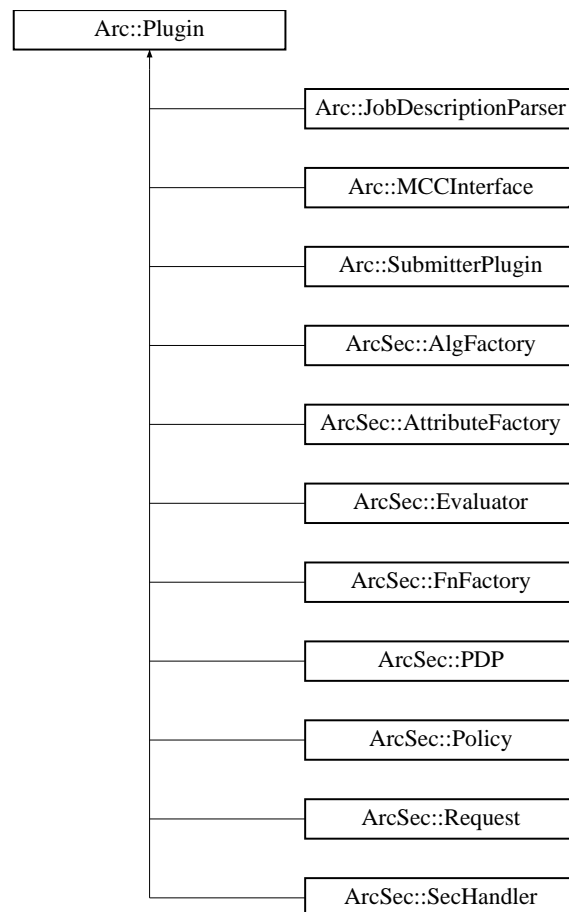 Arc::Plugin
Arc::JobDescriptionParser
Arc::MCCInterface
Arc::SubmitterPlugin
ArcSec::AlgFactory
ArcSec::AttributeFactory
ArcSec::Evaluator
ArcSec::FnFactory
ArcSec::PDP
ArcSec::Policy
ArcSec::Request
ArcSec::SecHandler